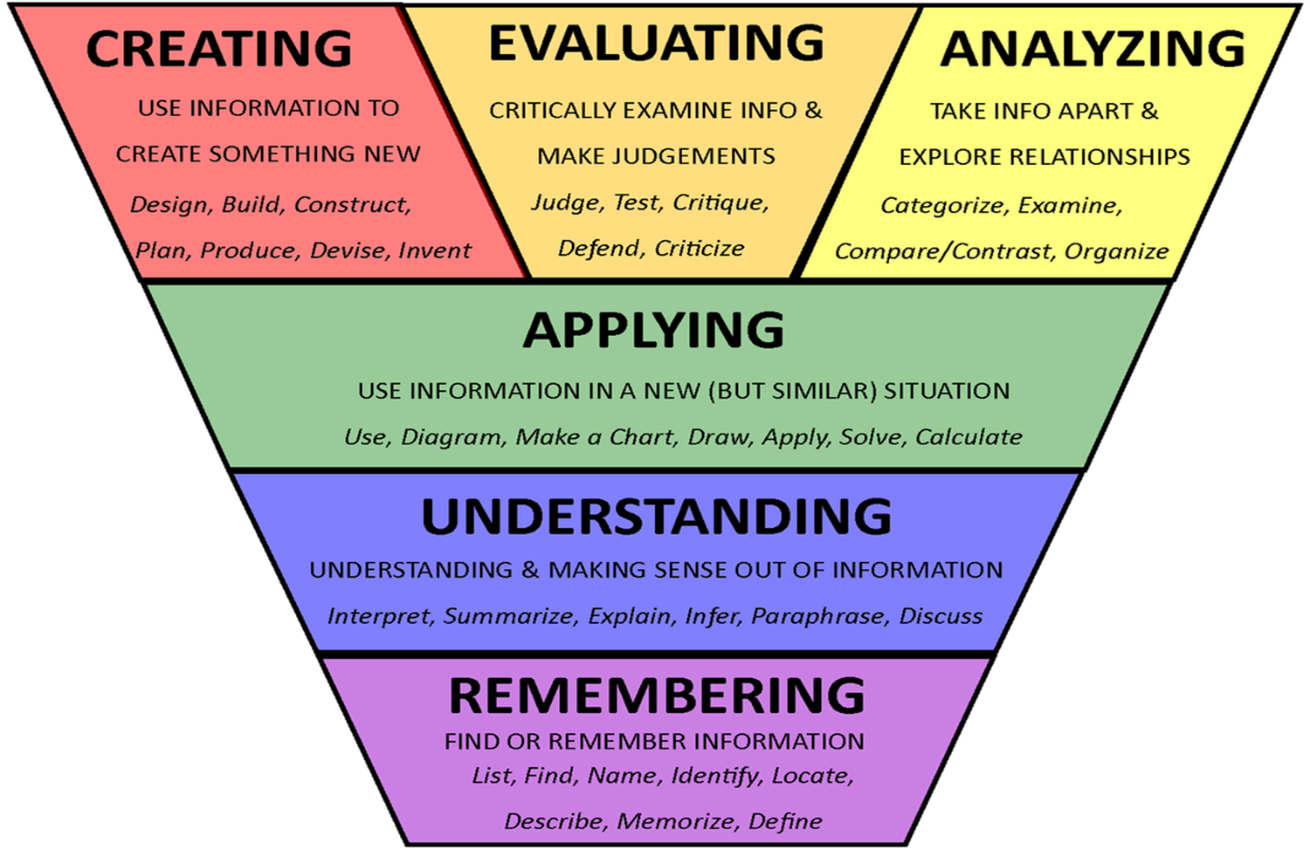 CREATING
USE INFORMATION TO
CREATE SOMETHING NEW
Design, Build, Construct,
Plan, Produce, Devise, Invent
EVALUATING
CRITICALLY EXAMINE INFO &
MAKE JUDGEMENTS
Judge, Test, Critique,
Defend, Criticize
ANALYZING
TAKE INFO APART &
EXPLORE RELATIONSHIPS
Categorize, Examine,
Compare/Contrast, Organize
APPLYING
USE INFORMATION IN A NEW (BUT SIMILAR) SITUATION
Use, Diagram, Make a Chart, Draw, Apply, Solve, Calculate
UNDERSTANDING
UNDERSTANDING & MAKING SENSE OUT OF INFORMATION
Interpret, Summarize, Explain, Infer, Paraphrase, Discuss
REMEMBERING
FIND OR REMEMBER INFORMATION
List, Find, Name, Identify, Locate,
Describe, Memorize, Define